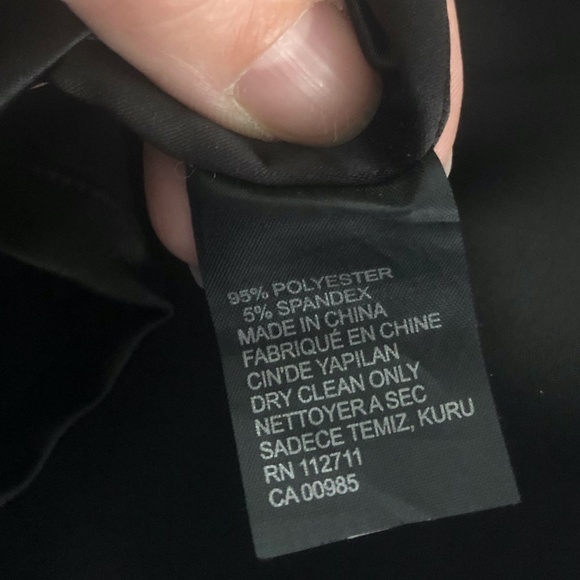 95% POLYESTER
5% SPANDEX
MADE IN CHINA
FABRIQUÉ EN CHINE
CIN'DE YAPILAN
DRY CLEAN ONLY
NETTOYER A SEC
SADECE TEMIZ, KURU
RN 112711
CA 00985